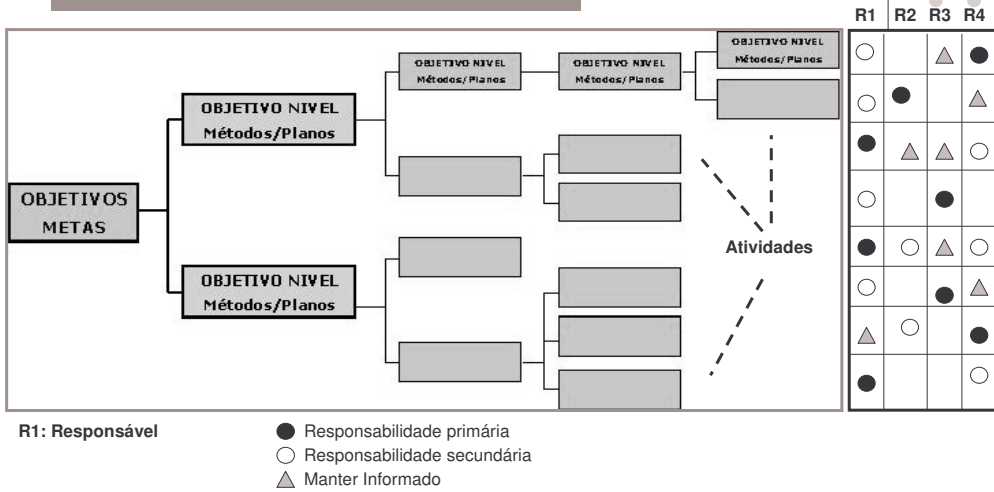 R1 R2 R3 R4
OBJETIVO NIVEL
Métodos/Planos
OBJETIVO NIVEL
Métodos/Planos
OBJETIVO NIVEL
Métodos/Planos
OBJETIVO NIVEL
Métodos/Planos
OBJETIVOS
METAS
Atividades
OBJETIVO NIVEL
Métodos/Planos
R1: Responsável
Responsabilidade primária
Responsabilidade secundária
Manter Informado